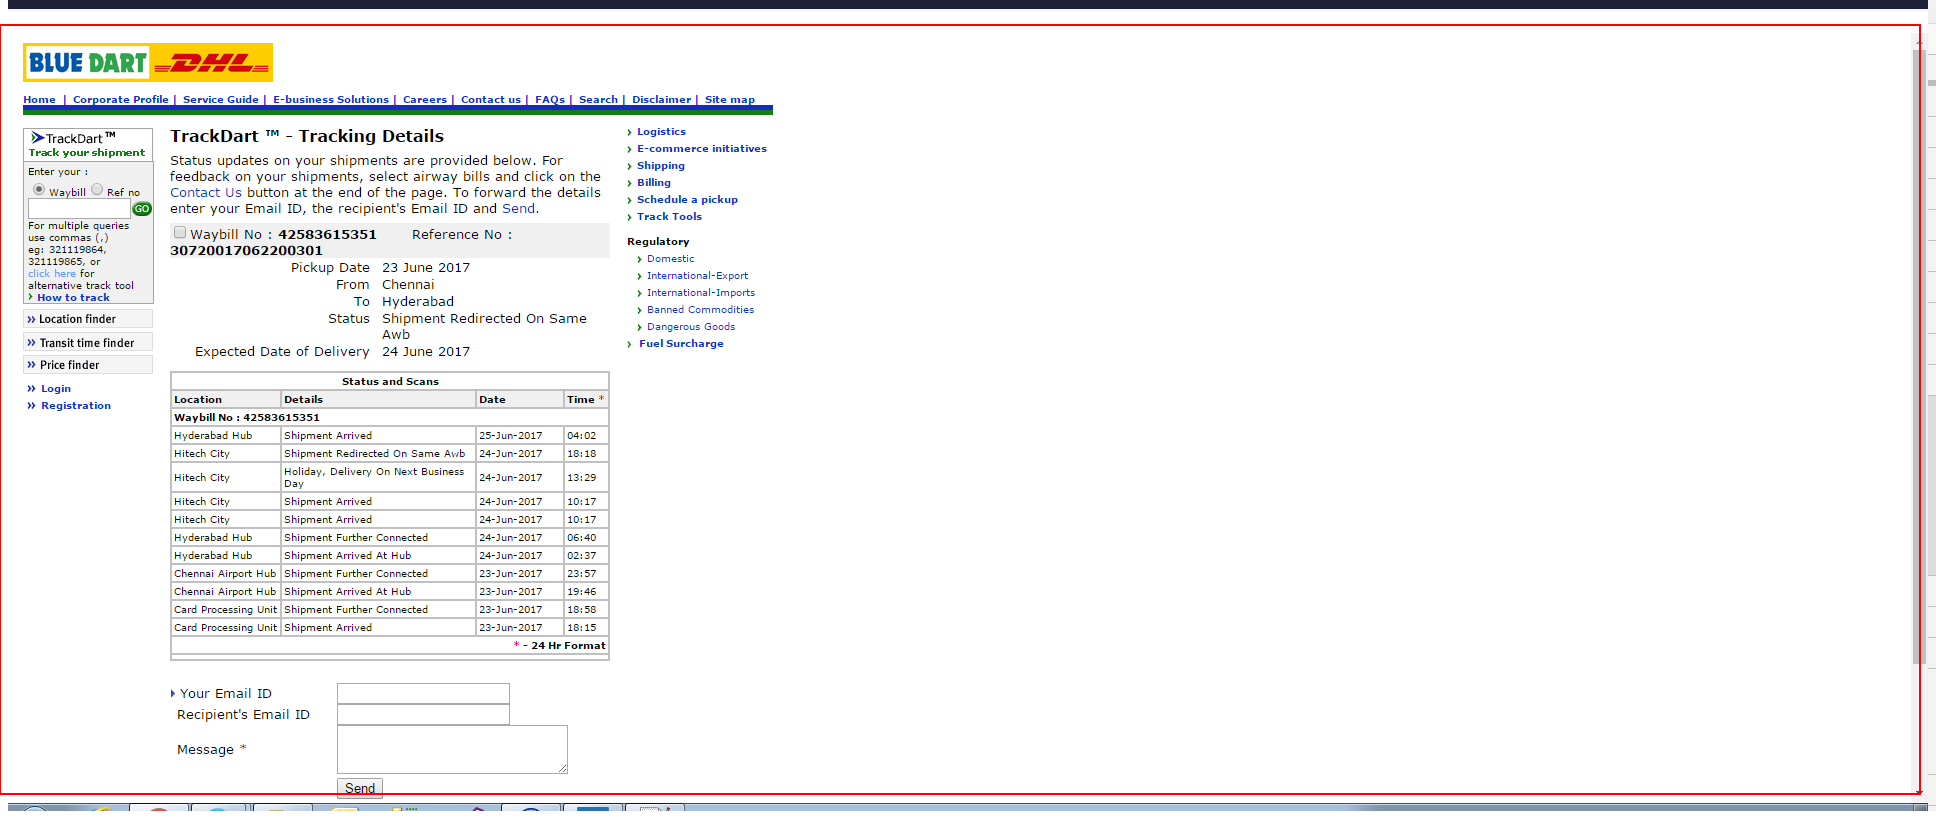 BLUE DART DHL
Home | Corporate Profile | Service Guide | E-business Solutions | Careers | Contact us | FAQs | Search | Disclaimer | Site map
TrackDart™
Track your shipment
Enter your :
Waybill Ref no
GO
For multiple queries
use commas (,)
eg: 321119864,
321119865, or
click here for
alternative track tool
How to track
Location finder
Transit time finder
Price finder
Login
Registration
TrackDart ™ - Tracking Details
Status updates on your shipments are provided below. For
feedback on your shipments, select airway bills and click on the
Contact Us button at the end of the page. To forward the details
enter your Email ID, the recipient's Email ID and Send.
Waybill No : 42583615351 Reference No :
30720017062200301
Pickup Date 23 June 2017
From Chennai
To Hyderabad
Status Shipment Redirected On Same
Awb
Expected Date of Delivery 24 June 2017
Status and Scans
Location Details Date Time *
Waybill No : 42583615351
Hyderabad Hub Shipment Arrived 25-Jun-2017 04:02
Hitech City Shipment Redirected On Same Awb 24-Jun-2017 18:18
Hitech City Holiday, Delivery On Next Business Day 24-Jun-2017 13:29
Hitech City Shipment Arrived 24-Jun-2017 10:17
Hitech City Shipment Arrived 24-Jun-2017 10:17
Hyderabad Hub Shipment Further Connected 24-Jun-2017 06:40
Hyderabad Hub Shipment Arrived At Hub 24-Jun-2017 02:37
Chennai Airport Hub Shipment Further Connected 23-Jun-2017 23:57
Chennai Airport Hub Shipment Arrived At Hub 23-Jun-2017 19:46
Card Processing Unit Shipment Further Connected 23-Jun-2017 18:58
Card Processing Unit Shipment Arrived 23-Jun-2017 18:15
* - 24 Hr Format
Your Email ID
Recipient's Email ID
Message *
Send
Logistics
E-commerce initiatives
Shipping
Billing
Schedule a pickup
Track Tools
Regulatory
Domestic
International-Export
International-Imports
Banned Commodities
Dangerous Goods
Fuel Surcharge